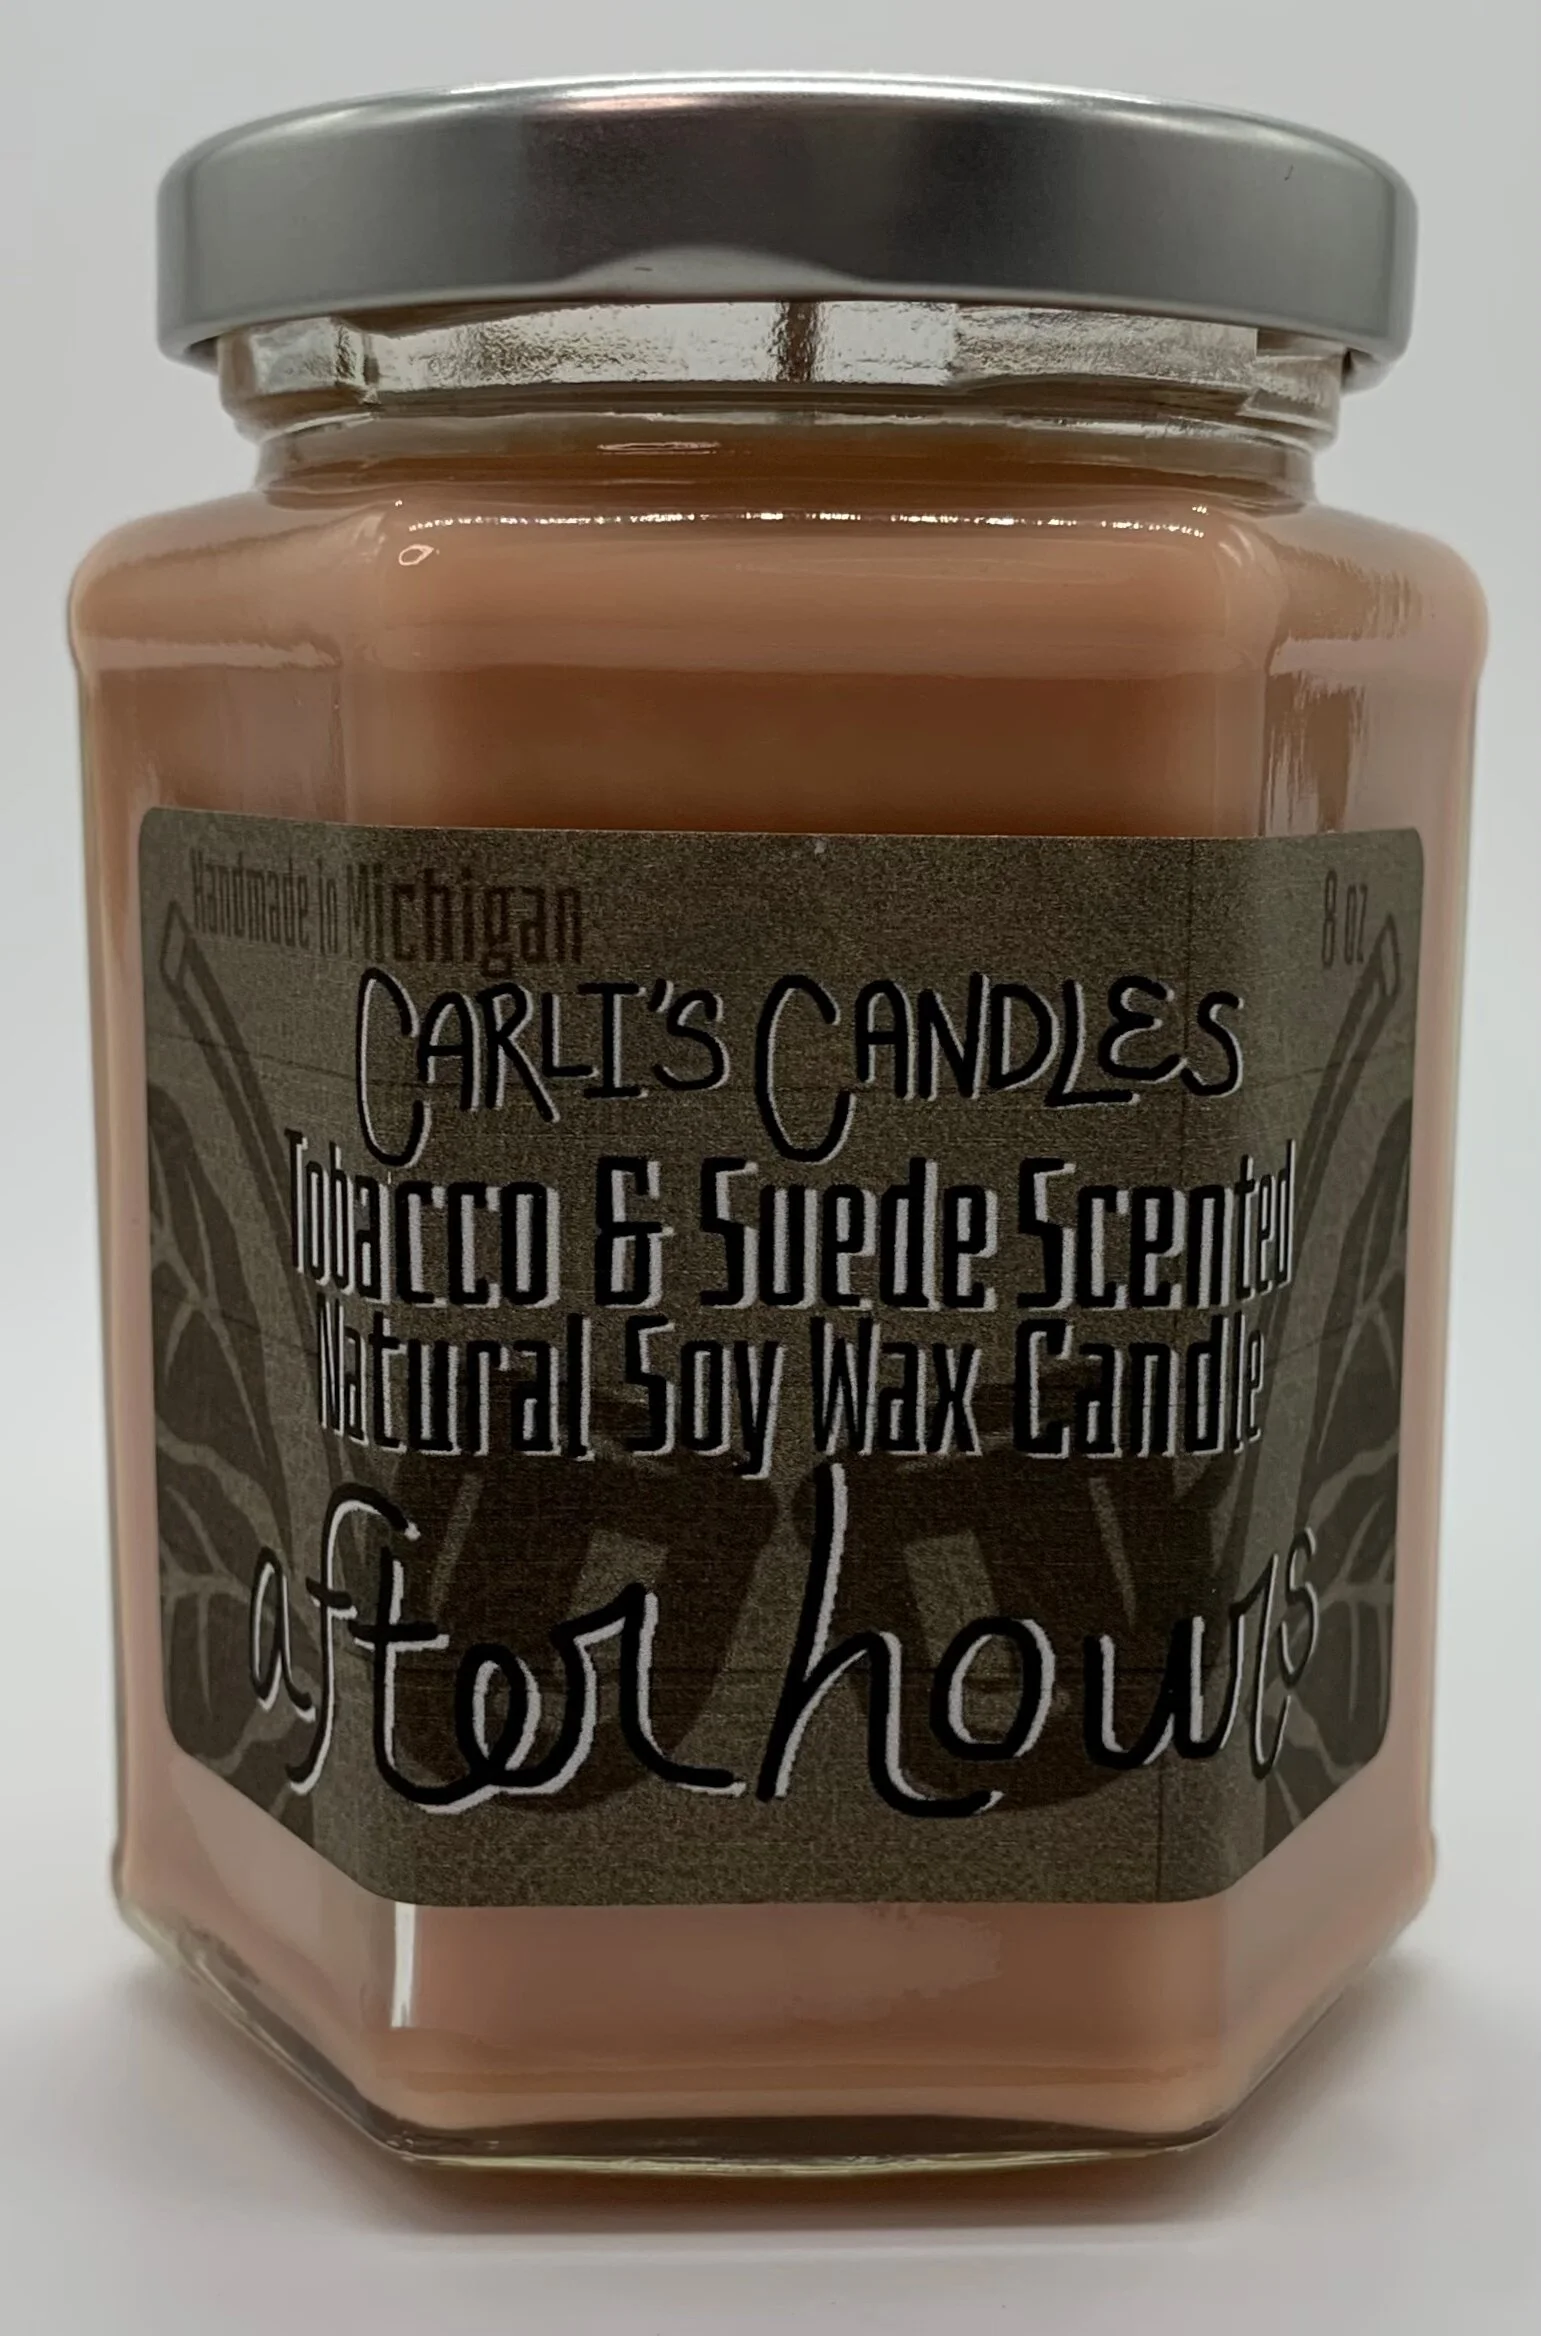 Handmade In Michigan
8 oz
CARLI'S CANDLES
Tobacco & Suede Scented
Natural Soy Wax Candle
after hours